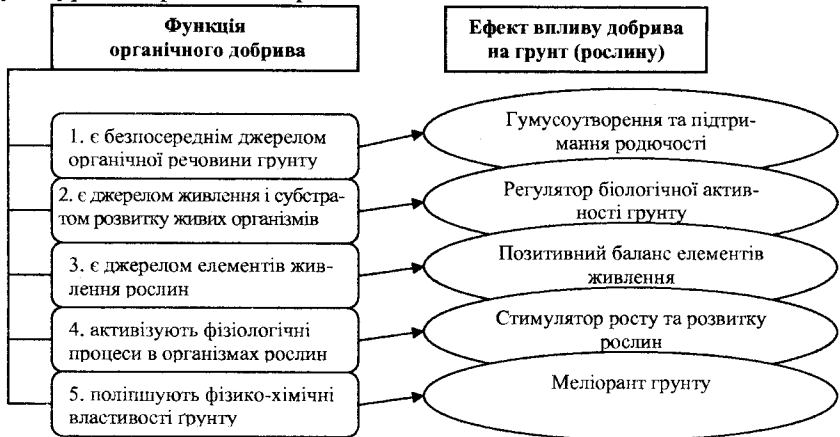 Функція
органічного добрива
Ефект впливу добрива
на грунт (рослину)
1. є безпосереднім джерелом
органічної речовини грунту
Гумусоутворення та підтри-
мання родючості
2. є джерелом живлення і субстра-
том розвитку живих організмів
Регулятор біологічної актив-
ності грунту
3. є джерелом елементів жив-
лення рослин
Позитивний баланс елементів
живлення
4. активізують фізіологічні
процеси в організмах рослин
Стимулятор росту та розвитку
рослин
5. поліпшують фізико-хімічні
властивості ґрунту
Меліорант грунту